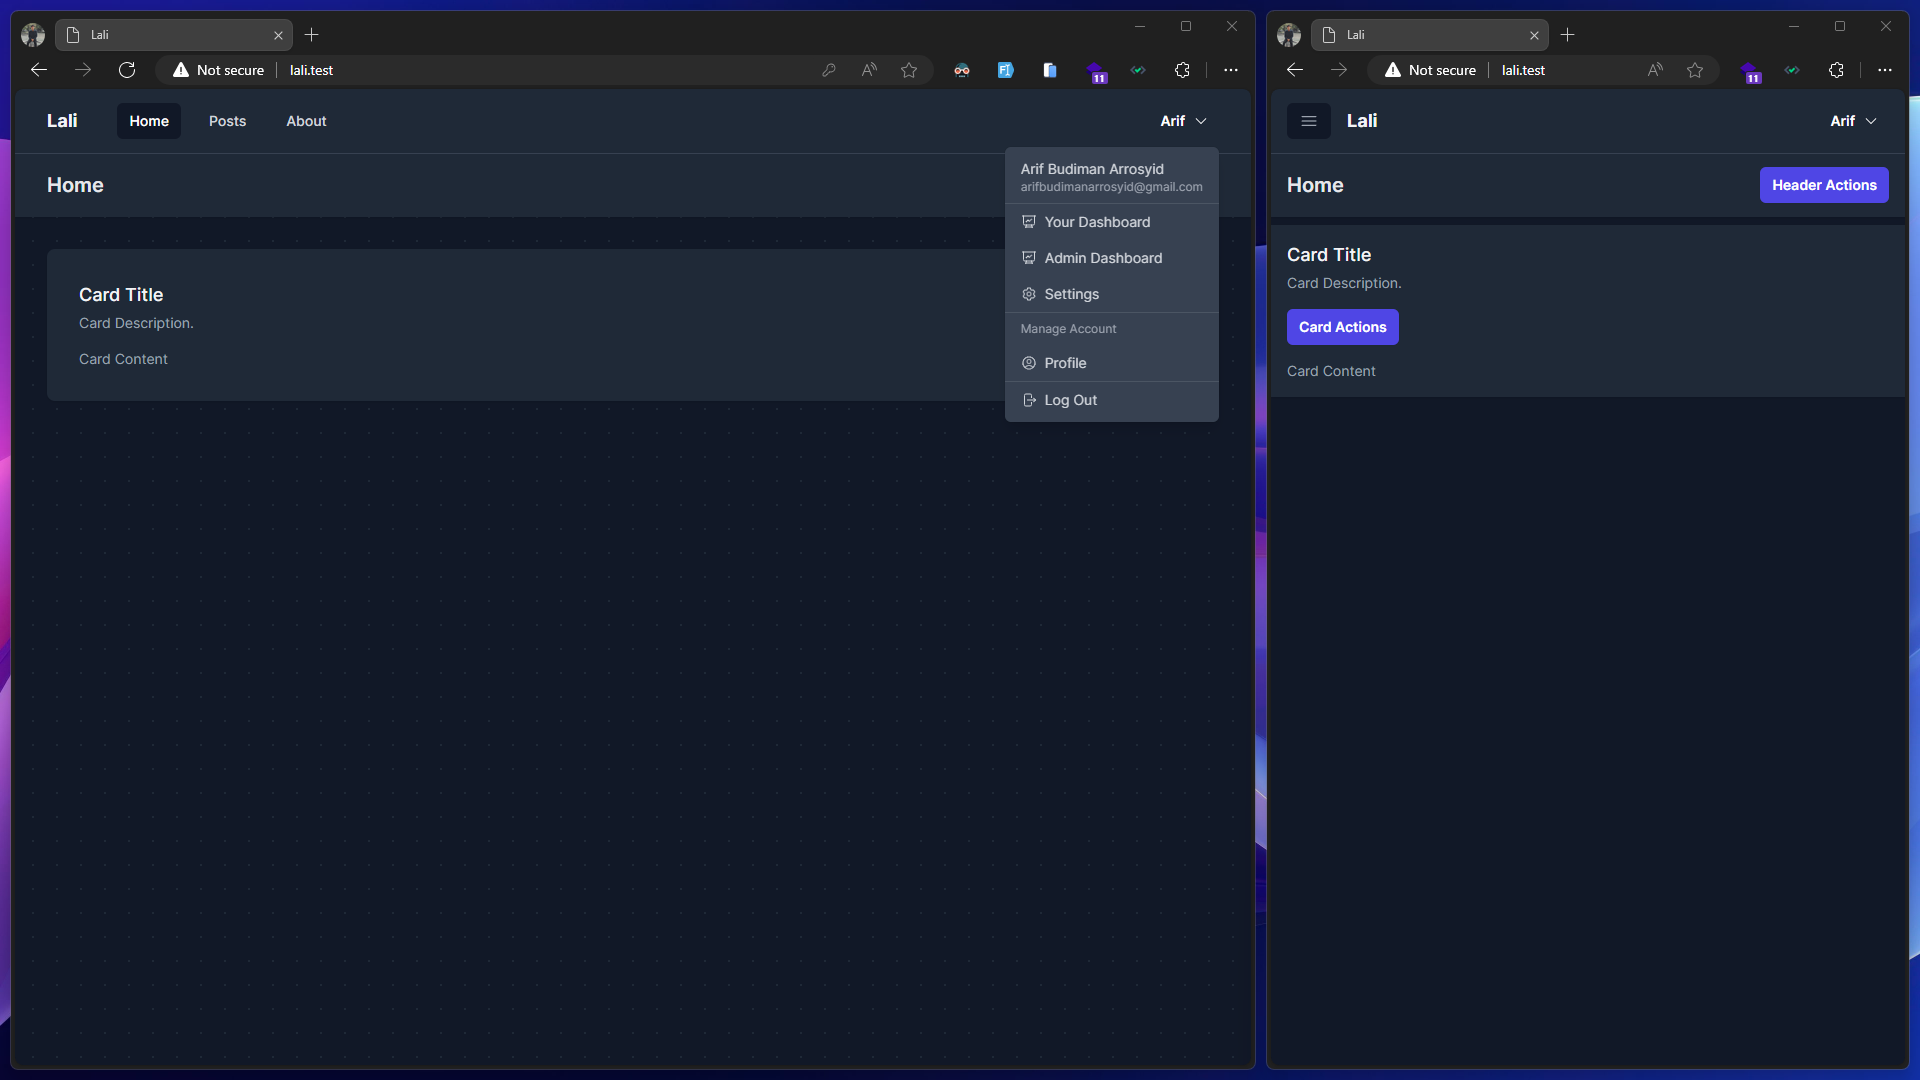 Lali
Not secure
lali.test
11
Lali
Home
Posts
About
Arif
Home
Arif Budiman Arrosyid
arifbudimanarrosyid@gmail.com
Your Dashboard
Admin Dashboard
Settings
Manage Account
Profile
Log Out
Card Title
Card Description.
Card Content
Lali
Not secure
lali.test
11
Lali
Arif
Home
Header Actions
Card Title
Card Description.
Card Actions
Card Content